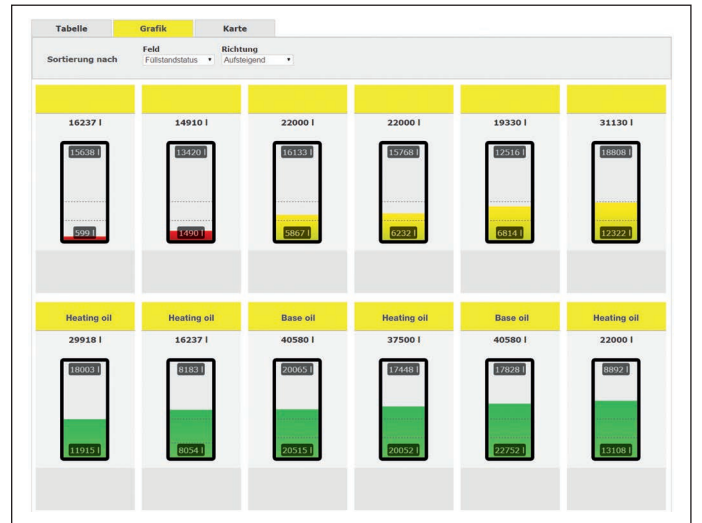 Tabelle Grafik Karte
Feld Richtung
Sortierung nach Füllstandstatus Aufsteigend
16237 l 14910 l 22000 l 22000 l 19330 l 31130 l
15638 l 13420 l 16133 l 15768 l 12516 l 18808 l
599 l 1490 l 5867 l 6232 l 6814 l 12322 l
Heating oil Heating oil Base oil Heating oil Base oil Heating oil
29918 l 16237 l 40580 l 37500 l 40580 l 22000 l
18003 l 8183 l 20065 l 17448 l 17828 l 8892 l
11915 l 8054 l 20515 l 20052 l 22752 l 13108 l